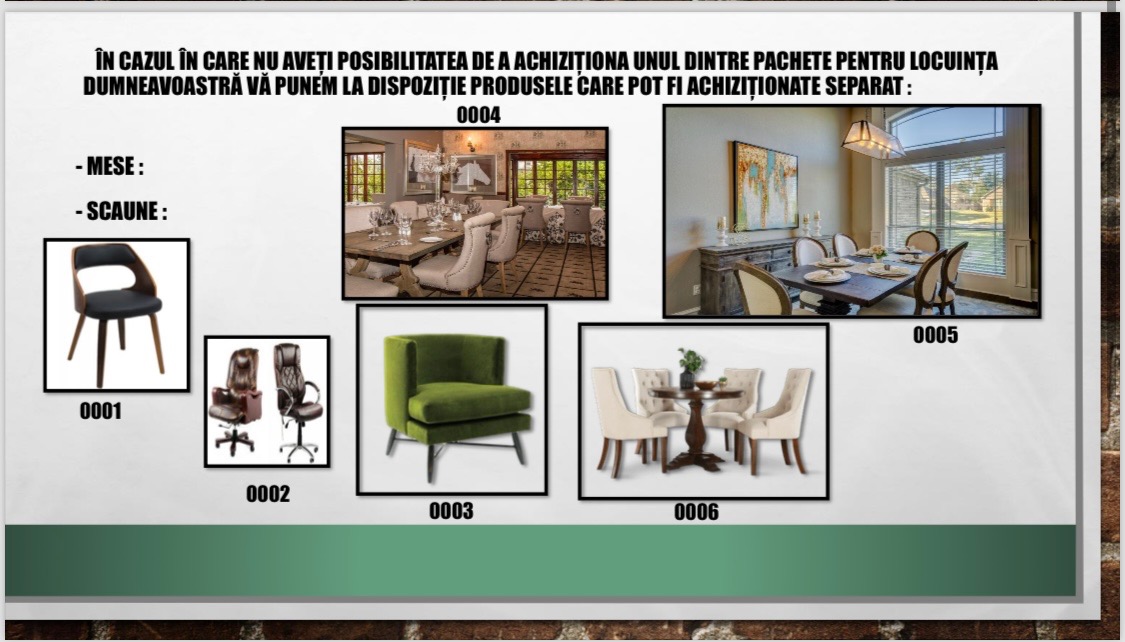 ÎN CAZUL ÎN CARE NU AVEȚI POSIBILITATEA DE A ACHIZIȚIONA UNUL DINTRE PACHETE PENTRU LOCUINȚA
DUMNEAVOASTRĂ VĂ PUNEM LA DISPOZIȚIE PRODUSELE CARE POT FI ACHIZIȚIONATE SEPARAT :
0004
- MESE :
- SCAUNE :
0005
0001
0002
0003
0006